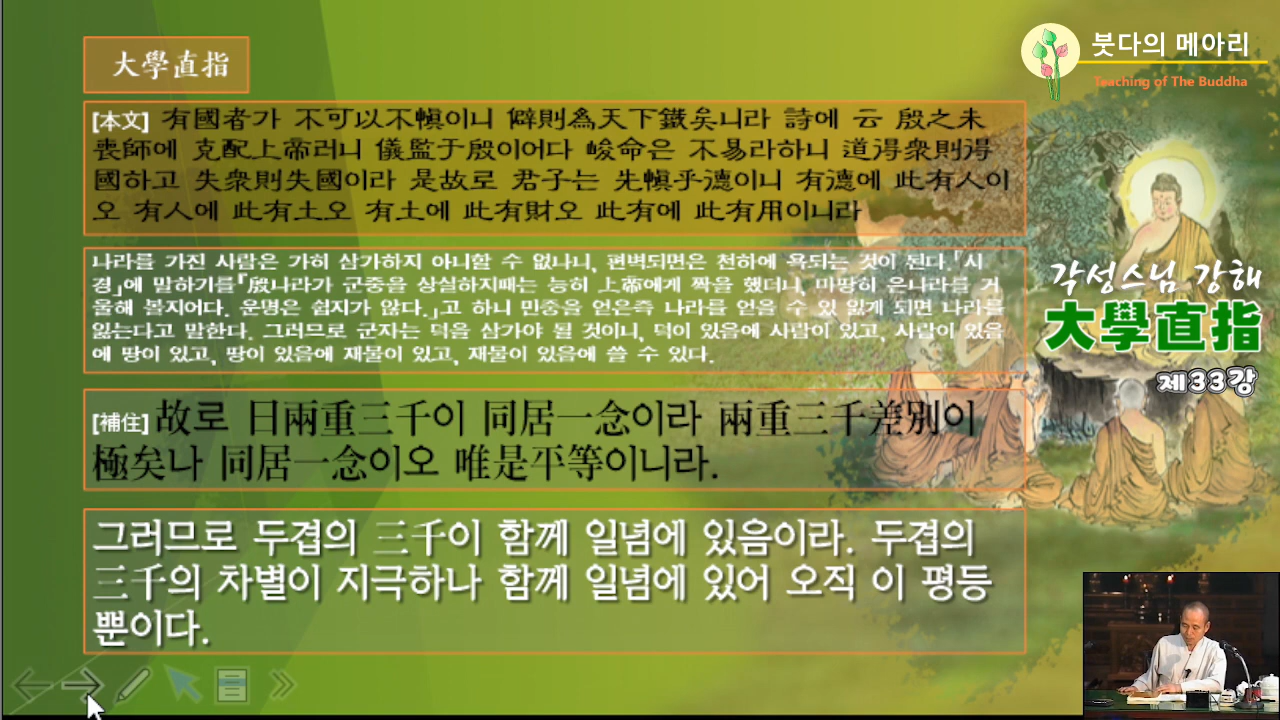 大學直指
붓다의 메아리
Teaching of The Buddha
[本文] 有國者가 不可以不愼이니 僻則為天下鐵矣니라 詩에 云 殷之未
喪師에 克配上帝러니 儀監于殷이어다 峻命은 不易라하니 道得衆則得
國하고 失衆則失國이라 是故로 君子는 先愼乎德이니 有德에 此有人이
오 有人에 此有土오 有土에 此有財오 此有에 此有用이니라
나라를 가진 사람은 가히 삼가하지 아니할 수 없나니, 편벽되면은 천하에 욕되는 것이 된다.「시
경」에 말하기를『殷나라가 군중을 상실하지때는 능히 上帝에게 짝을 했더니, 마땅히 은나라를 거
울해 볼지어다. 운명은 쉽지가 않다.」고 하니 민중을 얻은즉 나라를 얻을 수 있 잃게 되면 나라를
잃는다고 말한다. 그러므로 군자는 덕을 삼가야 될 것이니, 덕이 있음에 사람이 있고, 사람이 있음
에 땅이 있고, 땅이 있음에 재물이 있고, 재물이 있음에 쓸 수 있다.
각성스님 강해
大學直指
제33강
[補住] 故로 日兩重三千이 同居一念이라 兩重三千差別이
極矣나 同居一念이오 唯是平等이니라.
그러므로 두겹의 三千이 함께 일념에 있음이라. 두겹의
三千의 차별이 지극하나 함께 일념에 있어 오직 이 평등
뿐이다.